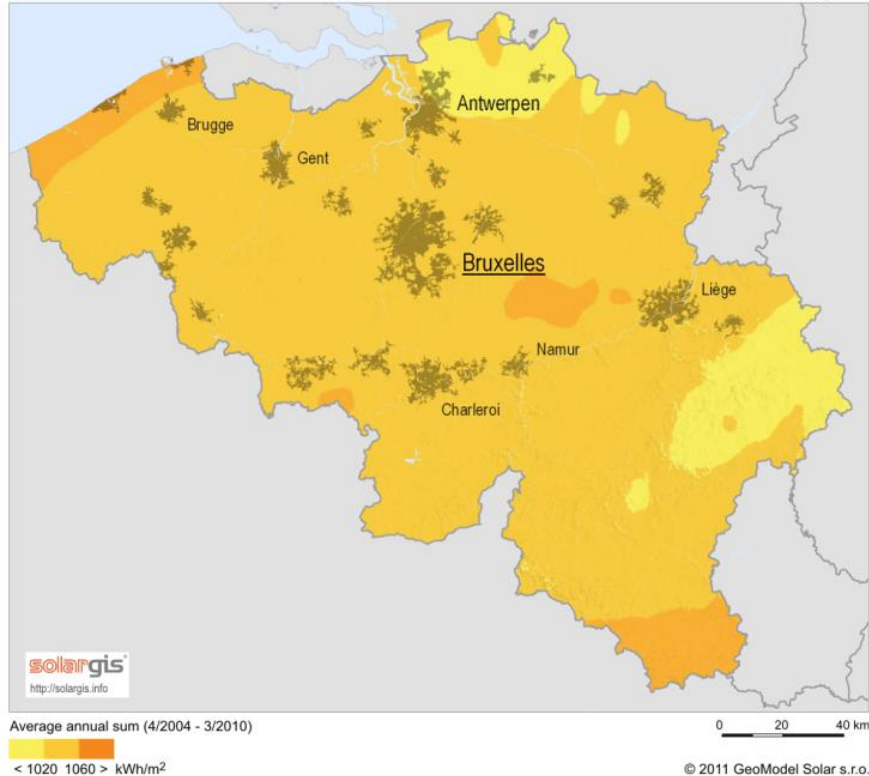 Antwerpen
Brugge
Gent
Bruxelles
Liège
Namur
Charleroi
solargis
http://solargis.info
Average annual sum (4/2004 - 3/2010)
0 20 40 km
< 1020 1060 > kWh/m²
© 2011 GeoModel Solar s.r.o.